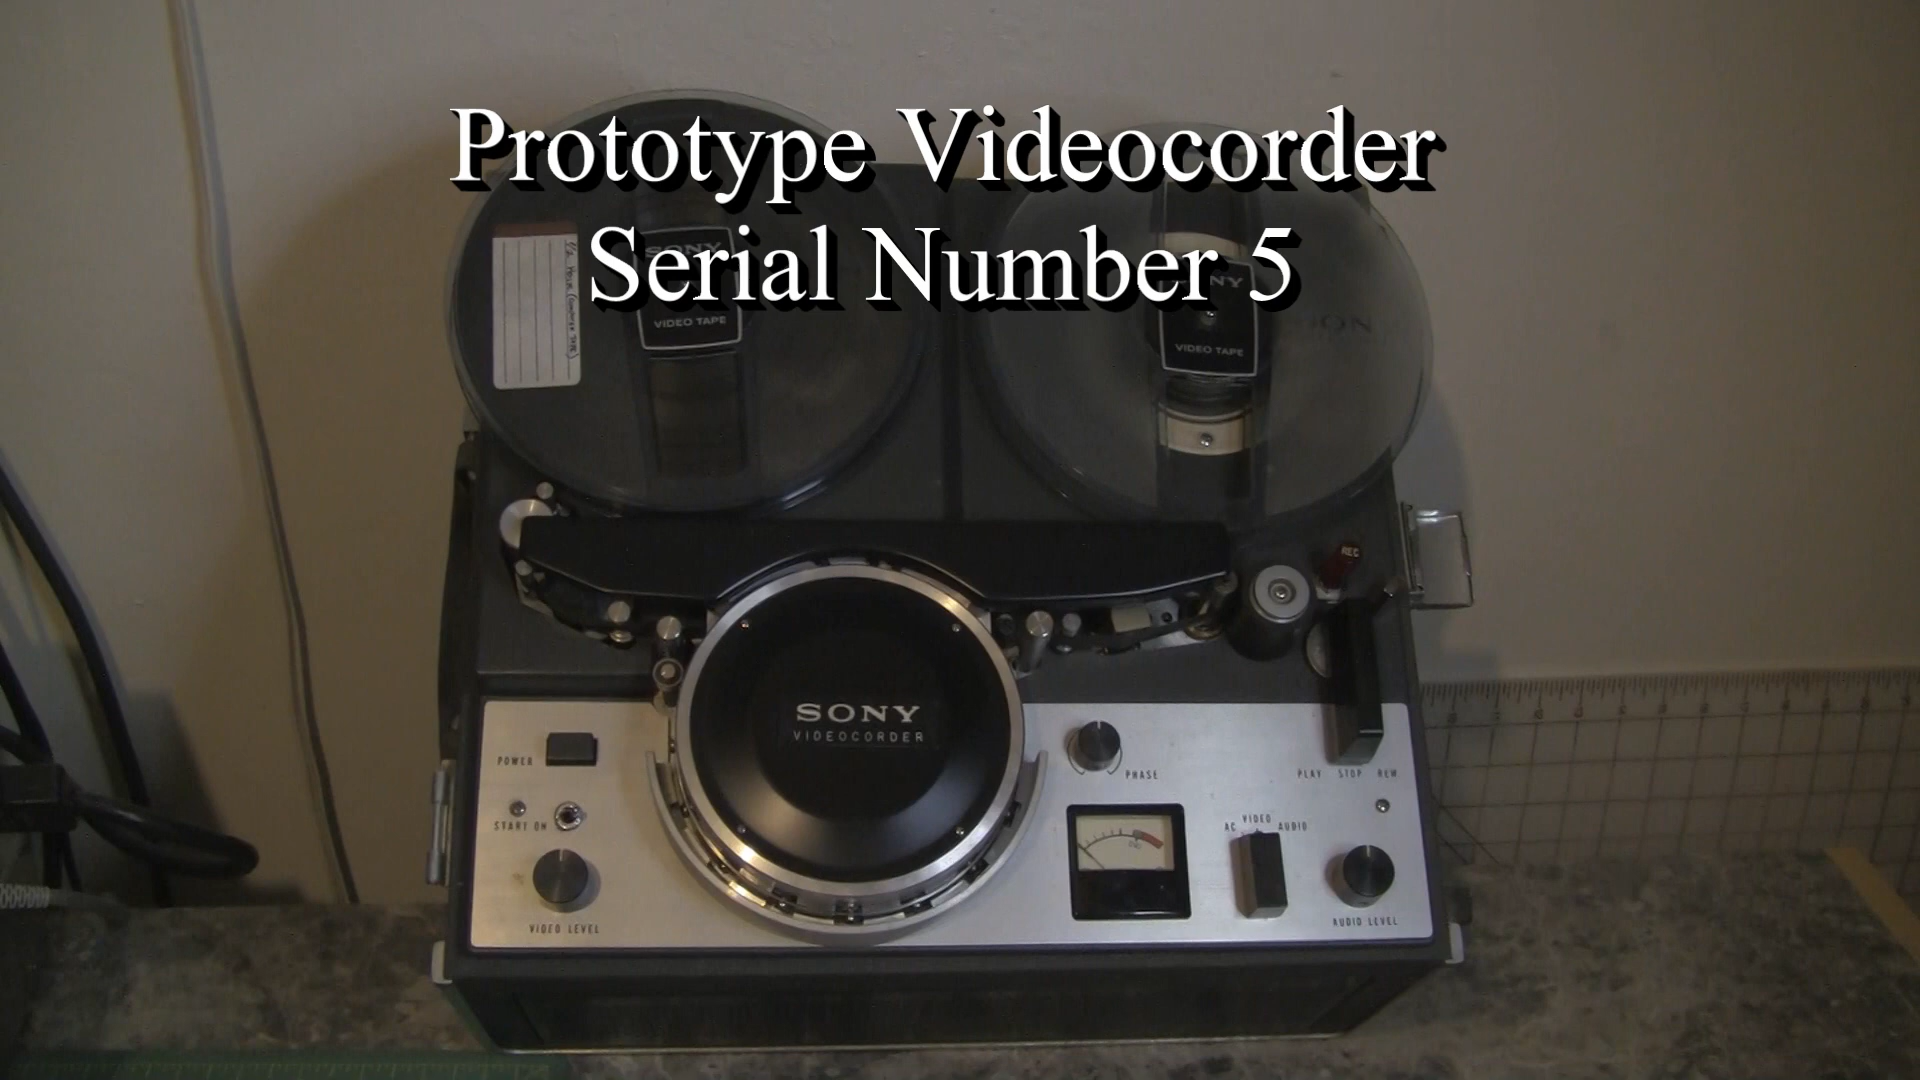 Prototype Videocorder
Serial Number 5
SONY
VIDEO TAPE
VIDEO TAPE
REC
SONY
VIDEOCORDER
POWER
START ON
VIDEO LEVEL
PHASE
PLAY STOP REW
AC VIDEO AUDIO
AUDIO LEVEL